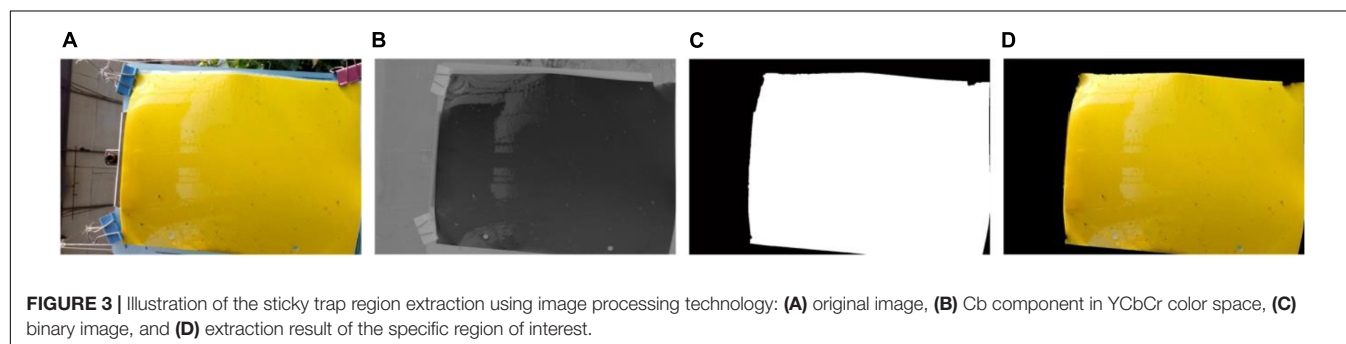 A B C D
FIGURE 3 | Illustration of the sticky trap region extraction using image processing technology: (A) original image, (B) Cb component in YCbCr color space, (C)
binary image, and (D) extraction result of the specific region of interest.